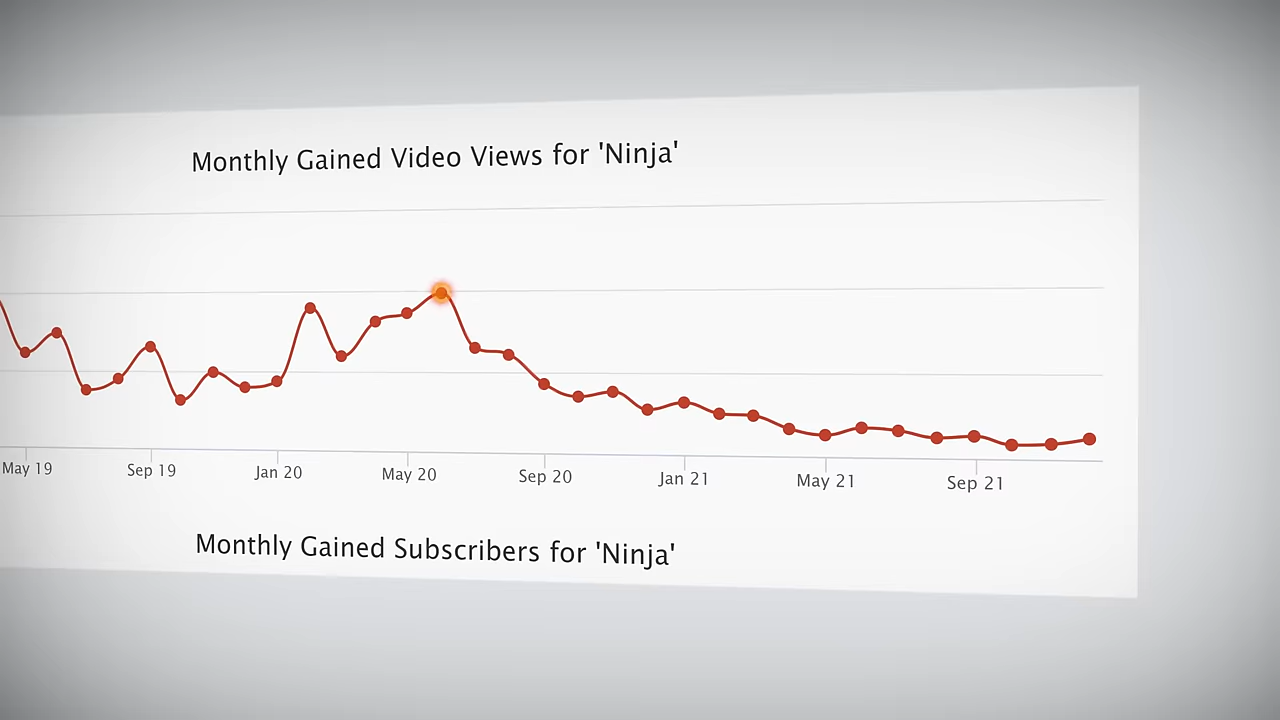 Monthly Gained Video Views for 'Ninja'
May 19 Sep 19 Jan 20 May 20 Sep 20 Jan 21 May 21 Sep 21
Monthly Gained Subscribers for 'Ninja'